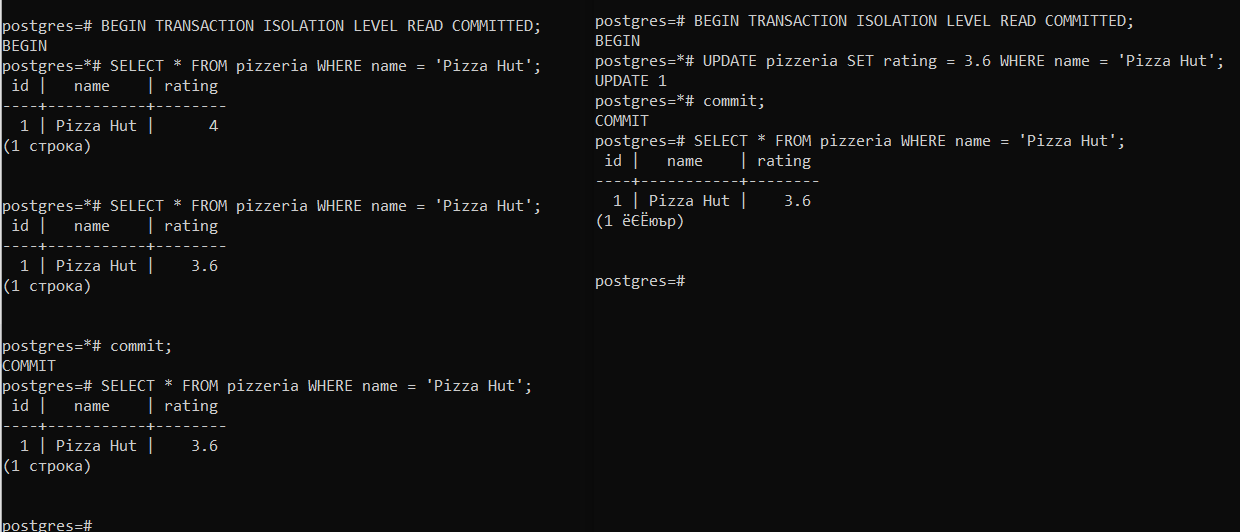 postgres=# BEGIN TRANSACTION ISOLATION LEVEL READ COMMITTED;
BEGIN
postgres=*# SELECT * FROM pizzeria WHERE name = 'Pizza Hut';
 id |   name    | rating
----+-----------+--------
  1 | Pizza Hut |      4
(1 строка)
postgres=*# SELECT * FROM pizzeria WHERE name = 'Pizza Hut';
 id |   name    | rating
----+-----------+--------
  1 | Pizza Hut |    3.6
(1 строка)
postgres=*# commit;
COMMIT
postgres=# SELECT * FROM pizzeria WHERE name = 'Pizza Hut';
 id |   name    | rating
----+-----------+--------
  1 | Pizza Hut |    3.6
(1 строка)
postgres=#
postgres=# BEGIN TRANSACTION ISOLATION LEVEL READ COMMITTED;
BEGIN
postgres=*# UPDATE pizzeria SET rating = 3.6 WHERE name = 'Pizza Hut';
UPDATE 1
postgres=*# commit;
COMMIT
postgres=# SELECT * FROM pizzeria WHERE name = 'Pizza Hut';
 id |   name    | rating
----+-----------+--------
  1 | Pizza Hut |    3.6
(1 ёЄЁюър)
postgres=#